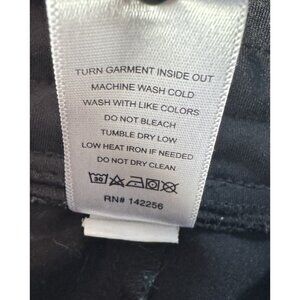 TURN GARMENT INSIDE OUT
MACHINE WASH COLD
WASH WITH LIKE COLORS
DO NOT BLEACH
TUMBLE DRY LOW
LOW HEAT IRON IF NEEDED
DO NOT DRY CLEAN
30
RN# 142256